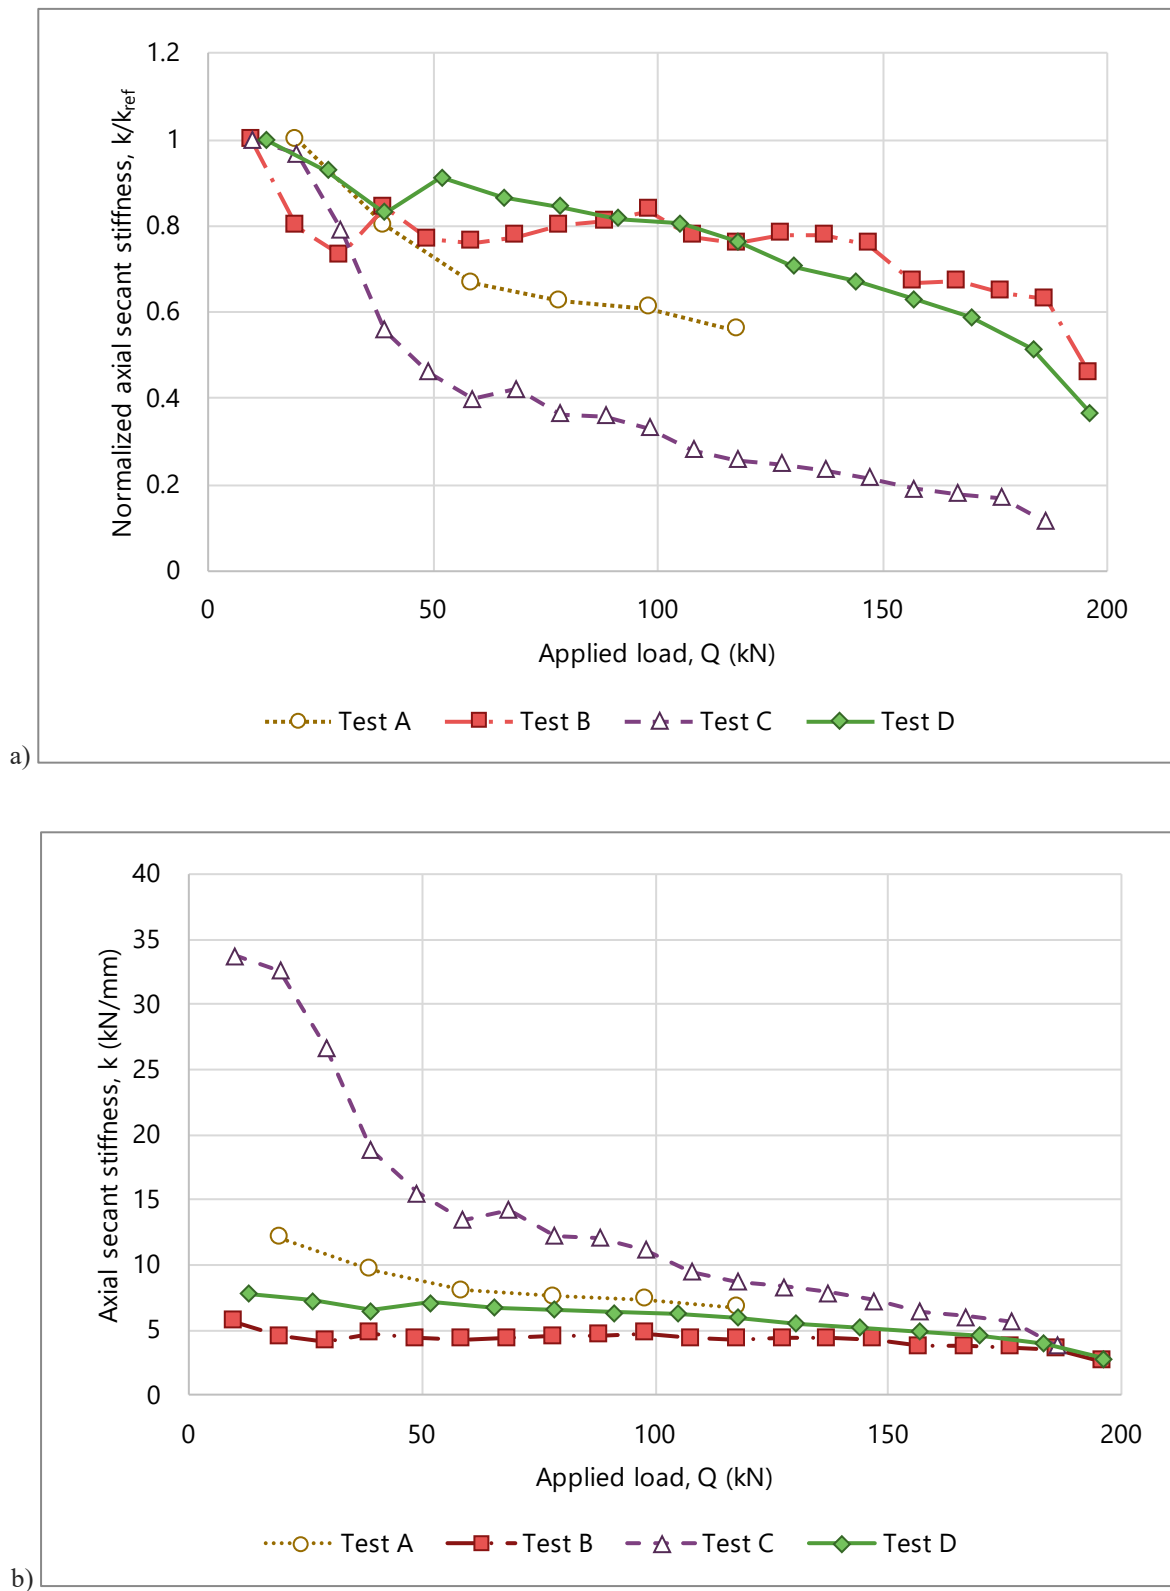 1.2
1
0.8
0.6
0.4
0.2
0
Normalized axial secant stiffness, k/kref
0 50 100 150 200
Applied load, Q (kN)
Test A Test B Test C Test D
a)
40
35
30
25
20
15
10
5
0
Axial secant stiffness, k (kN/mm)
0 50 100 150 200
Applied load, Q (kN)
Test A Test B Test C Test D
b)